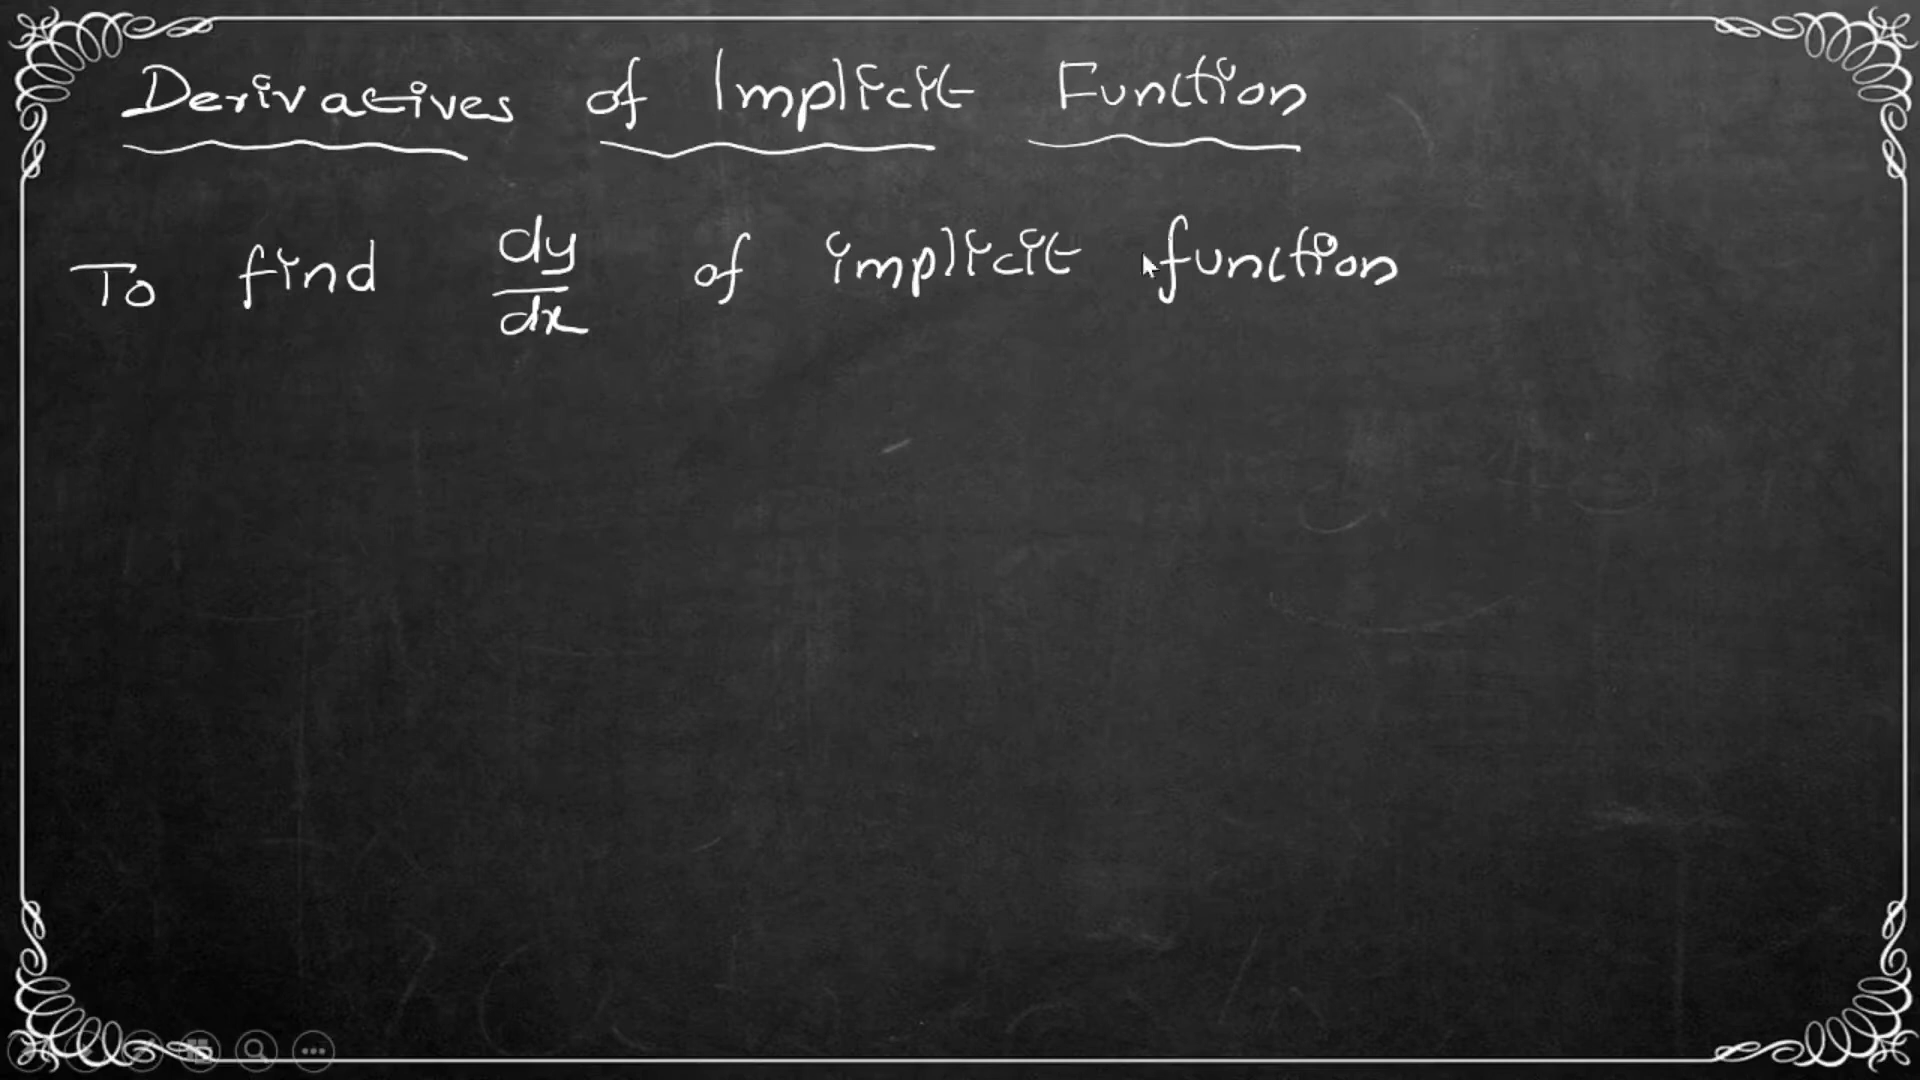 Derivatives of Implicit Function
To find dy/dx of implicit function